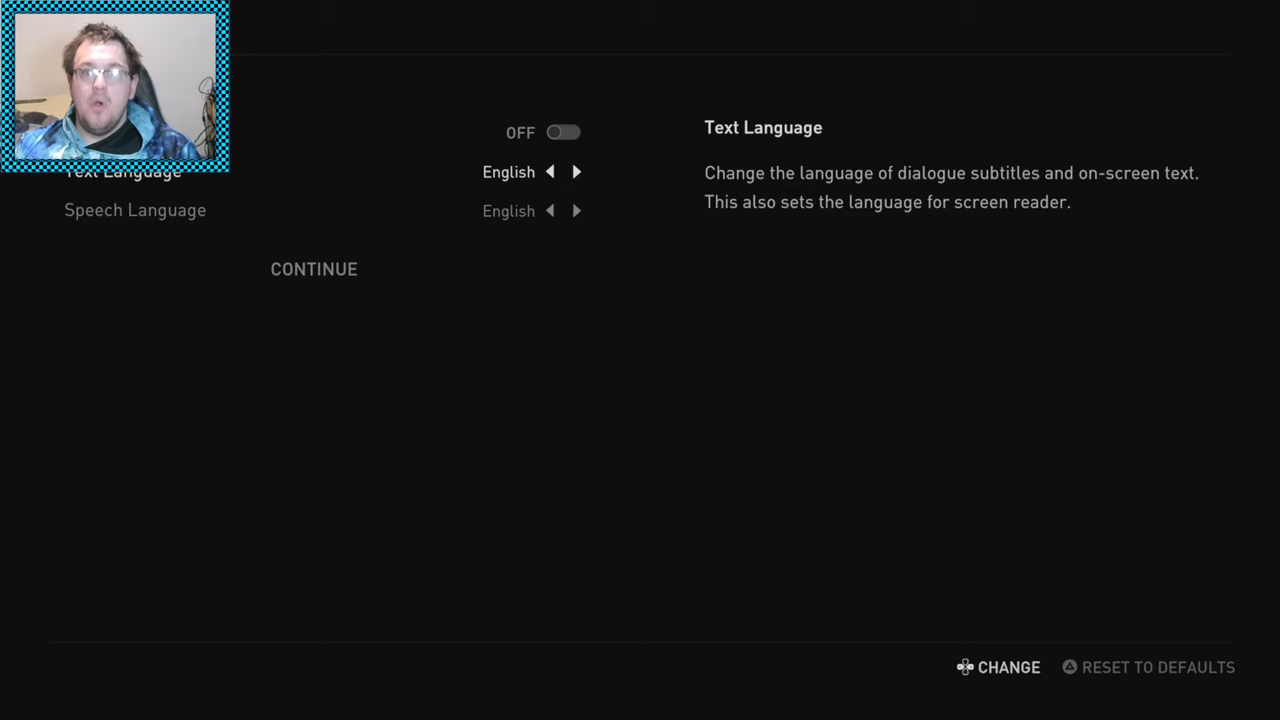 OFF
Text Language
English
Speech Language
English
CONTINUE
Text Language
Change the language of dialogue subtitles and on-screen text.
This also sets the language for screen reader.
CHANGE
RESET TO DEFAULTS